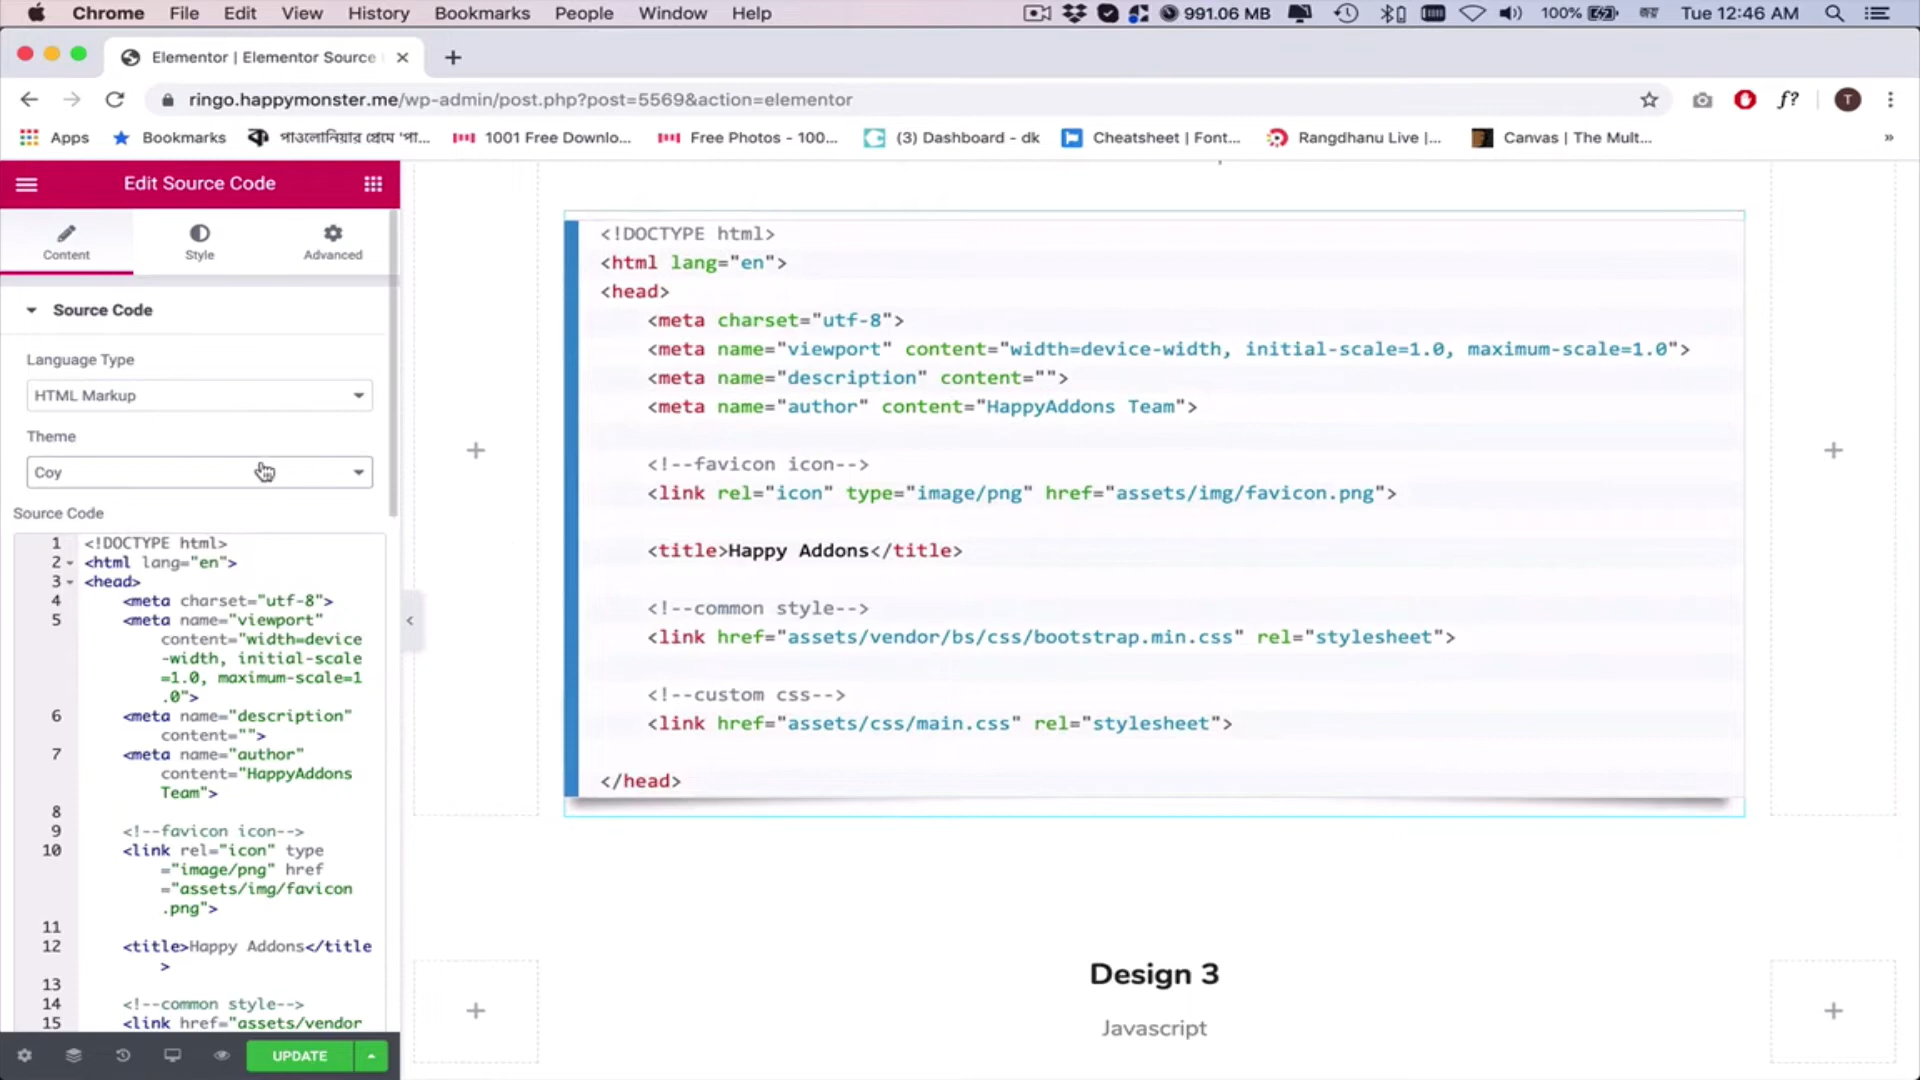 Chrome File Edit View History Bookmarks People Window Help 991.06 MB 100% Tue 12:46 AM
Elementor | Elementor Source
ringo.happymonster.me/wp-admin/post.php?post=5569&action=elementor f? T
Apps Bookmarks পাওলোনিয়ার প্রেমে 'পা... 1001 Free Downlo... Free Photos - 100... (3) Dashboard - dk Cheatsheet | Font... Rangdhanu Live |... Canvas | The Mult... »
Edit Source Code
Content Style Advanced
Source Code
Language Type
HTML Markup
Theme
Coy
Source Code
1 <!DOCTYPE html>
2 <html lang="en">
3 <head>
4 <meta charset="utf-8">
5 <meta name="viewport"
content="width=device
-width, initial-scale
=1.0, maximum-scale=1
.0">
6 <meta name="description"
content="">
7 <meta name="author"
content="HappyAddons
Team">
8
9 <!--favicon icon-->
10 <link rel="icon" type
="image/png" href
="assets/img/favicon
.png">
11
12 <title>Happy Addons</title
>
13
14 <!--common style-->
15 <link href="assets/vendor
UPDATE
<!DOCTYPE html>
<html lang="en">
<head>
<meta charset="utf-8">
<meta name="viewport" content="width=device-width, initial-scale=1.0, maximum-scale=1.0">
<meta name="description" content="">
<meta name="author" content="HappyAddons Team">
<!--favicon icon-->
<link rel="icon" type="image/png" href="assets/img/favicon.png">
<title>Happy Addons</title>
<!--common style-->
<link href="assets/vendor/bs/css/bootstrap.min.css" rel="stylesheet">
<!--custom css-->
<link href="assets/css/main.css" rel="stylesheet">
</head>
Design 3
Javascript